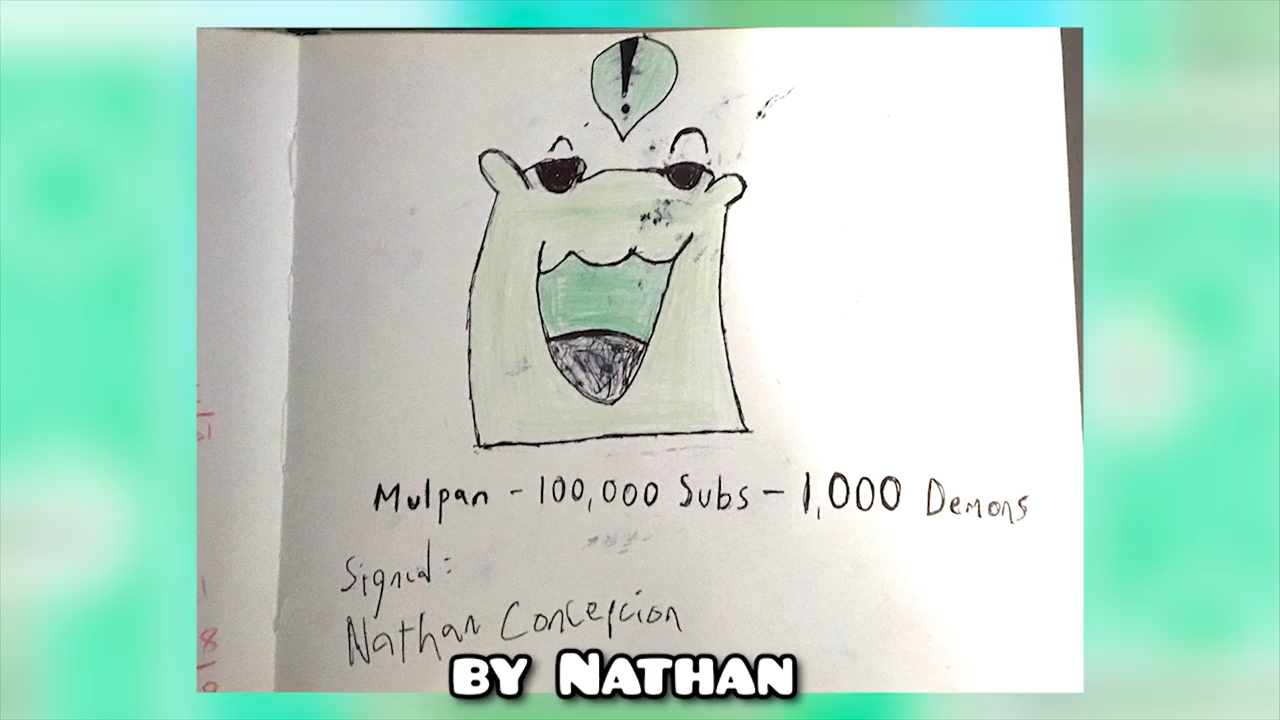 !
Mulpan - 100,000 Subs - 1,000 Demons
Signed:
Nathan Concepcion
by Nathan